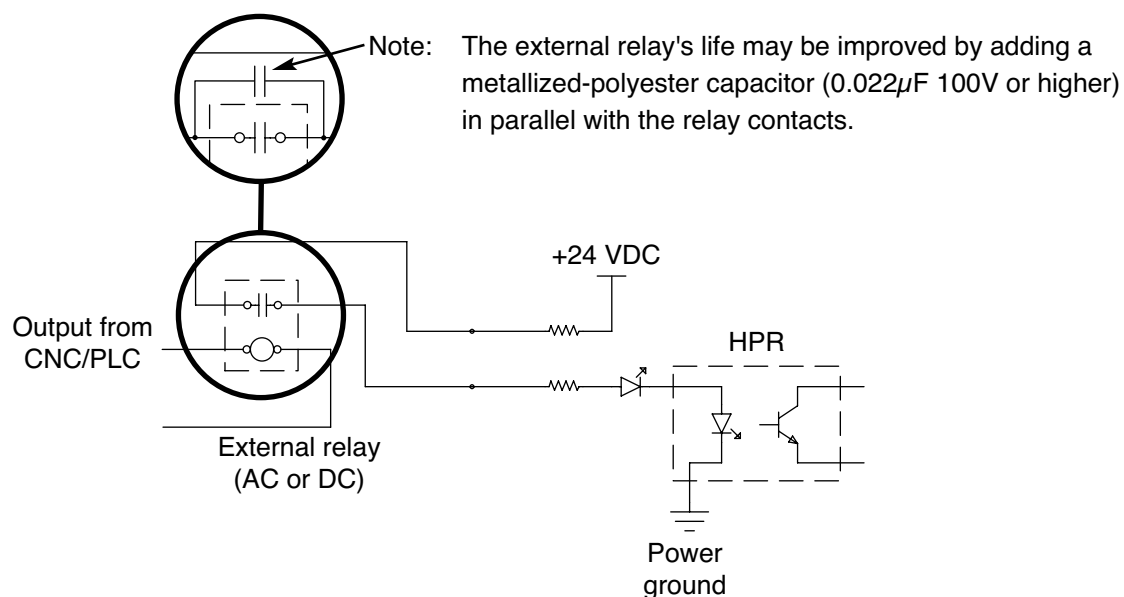 Note: The external relay's life may be improved by adding a
metallized-polyester capacitor (0.022µF 100V or higher)
in parallel with the relay contacts.
+24 VDC
Output from
CNC/PLC
HPR
External relay
(AC or DC)
Power
ground